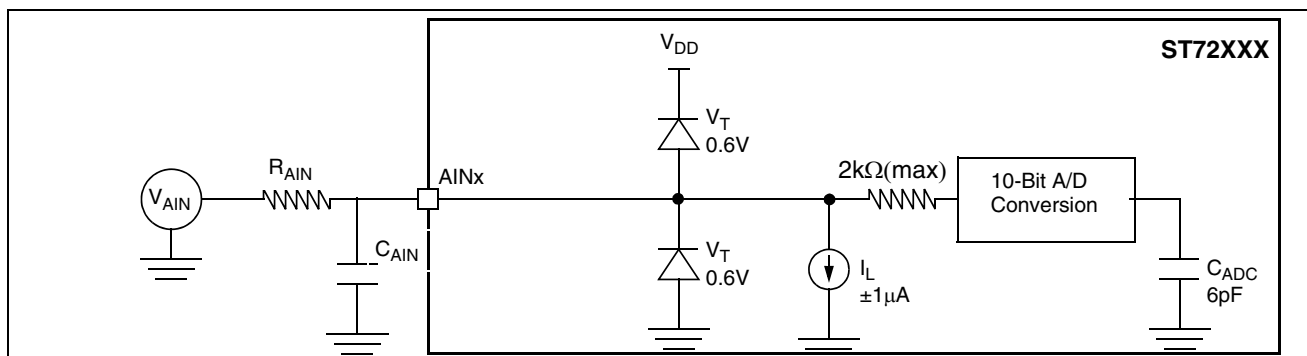 V_DD
ST72XXX
V_T
0.6V
R_AIN
AINx
2kΩ(max)
10-Bit A/D
Conversion
V_AIN
C_AIN
V_T
0.6V
I_L
±1μA
C_ADC
6pF